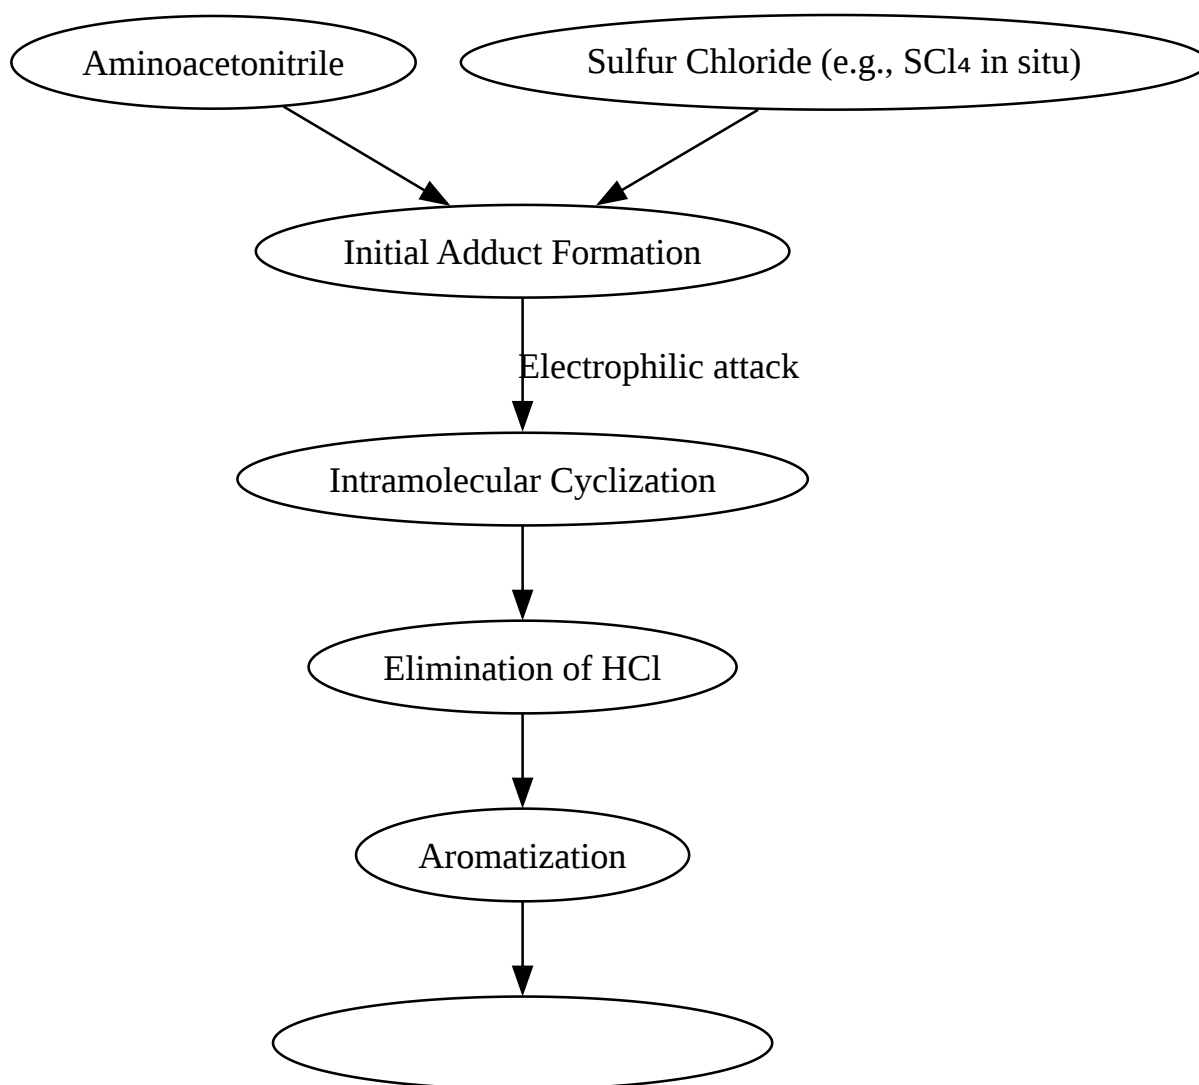 Aminoacetonitrile
Sulfur Chloride (e.g., SCl₄ in situ)
Initial Adduct Formation
Electrophilic attack
Intramolecular Cyclization
Elimination of HCl
Aromatization